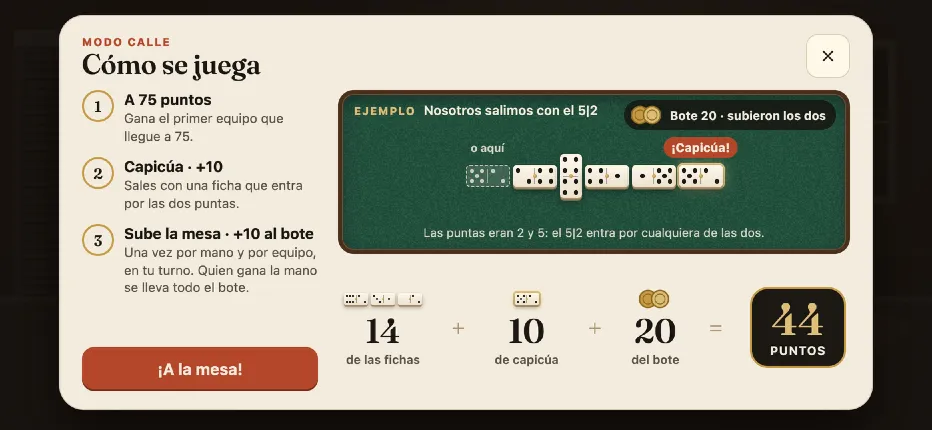 MODO CALLE
Cómo se juega
×
1
A 75 puntos
Gana el primer equipo que
llegue a 75.
2
Capicúa · +10
Sales con una ficha que entra
por las dos puntas.
3
Sube la mesa · +10 al bote
Una vez por mano y por equipo,
en tu turno. Quien gana la mano
se lleva todo el bote.
¡A la mesa!
EJEMPLO Nosotros salimos con el 5|2
Bote 20 · subieron los dos
o aquí
¡Capicúa!
Las puntas eran 2 y 5: el 5|2 entra por cualquiera de las dos.
14 + 10 + 20 = 44
de las fichas
de capicúa
del bote
PUNTOS